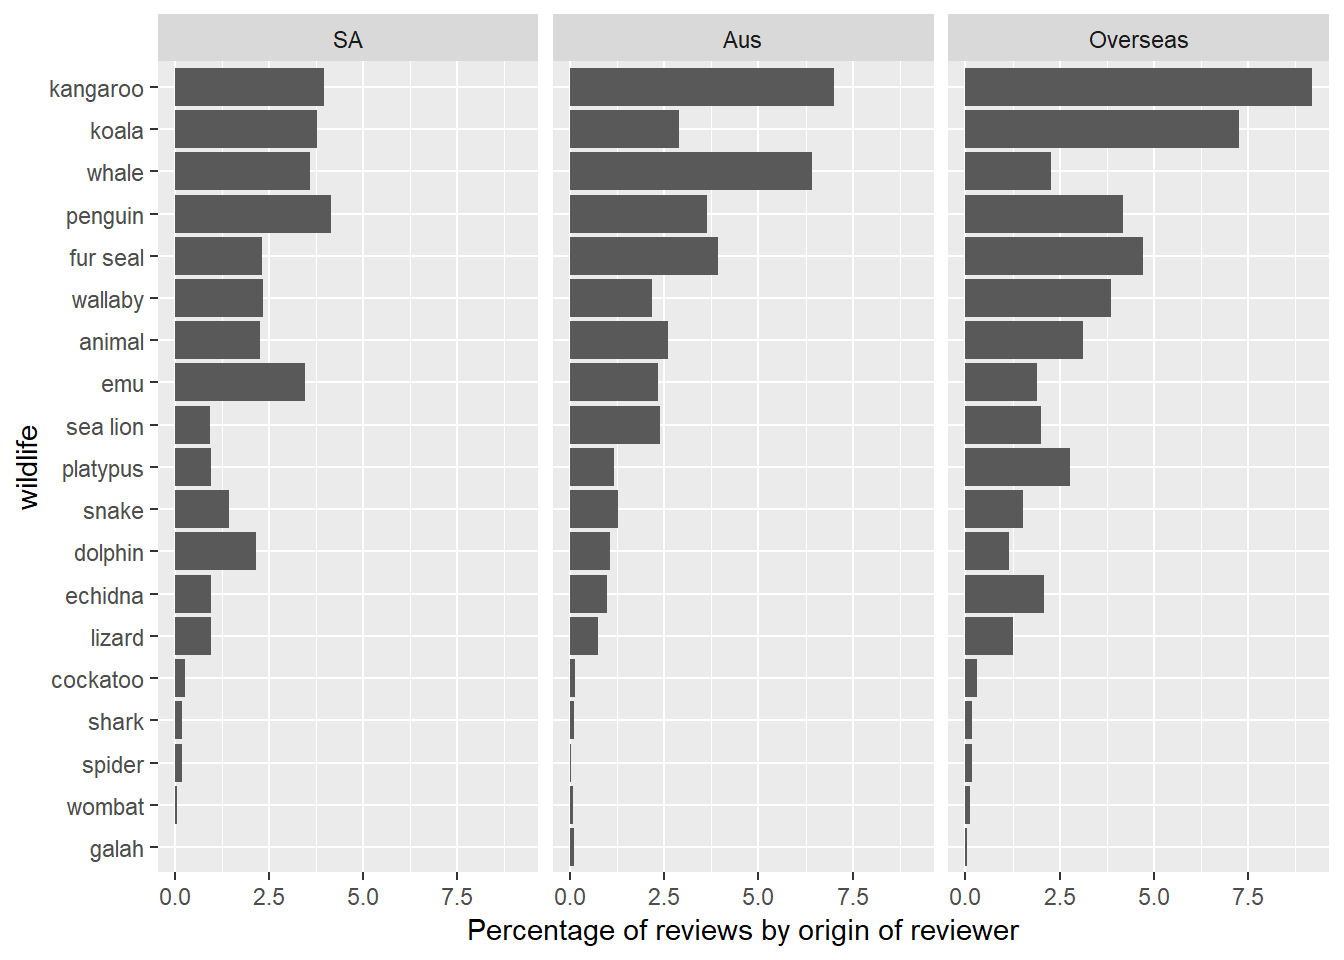 SA
Aus
Overseas
kangaroo
koala
whale
penguin
fur seal
wallaby
animal
emu
sea lion
platypus
snake
dolphin
echidna
lizard
cockatoo
shark
spider
wombat
galah
wildlife
0.0 2.5 5.0 7.5
0.0 2.5 5.0 7.5
0.0 2.5 5.0 7.5
Percentage of reviews by origin of reviewer